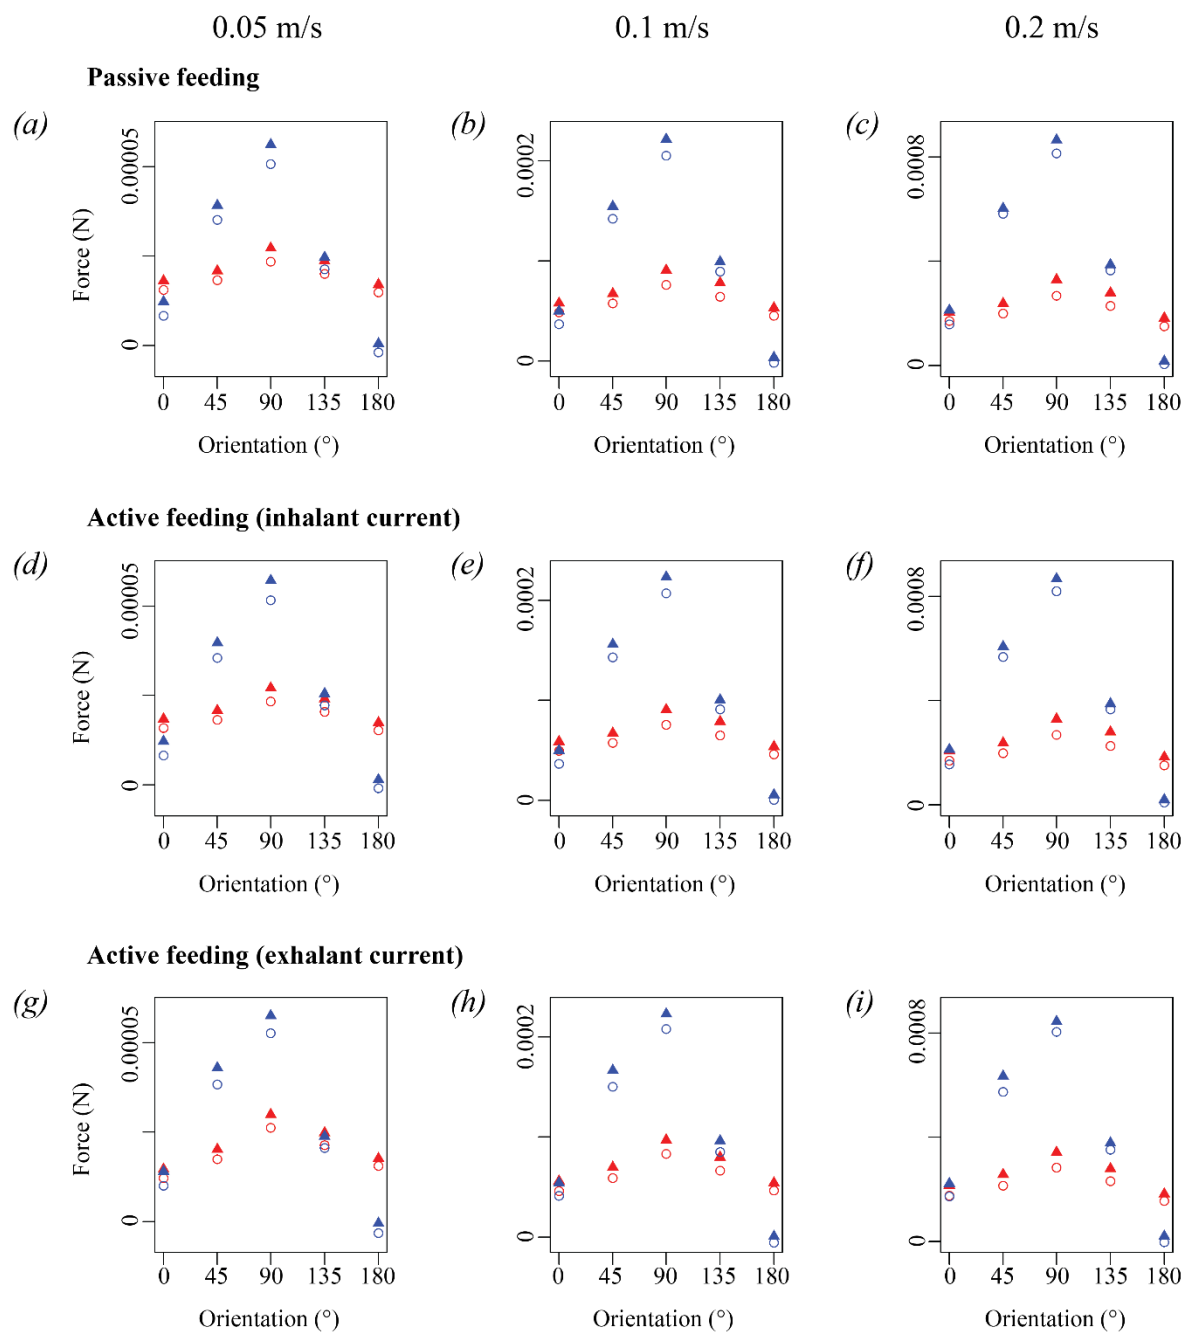 0.05 m/s 0.1 m/s 0.2 m/s
Passive feeding
(a) (b) (c)
Force (N)
0.00005
0
0.0002
0
0.0008
0
0 45 90 135 180 0 45 90 135 180 0 45 90 135 180
Orientation (°) Orientation (°) Orientation (°)
Active feeding (inhalant current)
(d) (e) (f)
Force (N)
0.00005
0
0.0002
0
0.0008
0
0 45 90 135 180 0 45 90 135 180 0 45 90 135 180
Orientation (°) Orientation (°) Orientation (°)
Active feeding (exhalant current)
(g) (h) (i)
Force (N)
0.00005
0
0.0002
0
0.0008
0
0 45 90 135 180 0 45 90 135 180 0 45 90 135 180
Orientation (°) Orientation (°) Orientation (°)